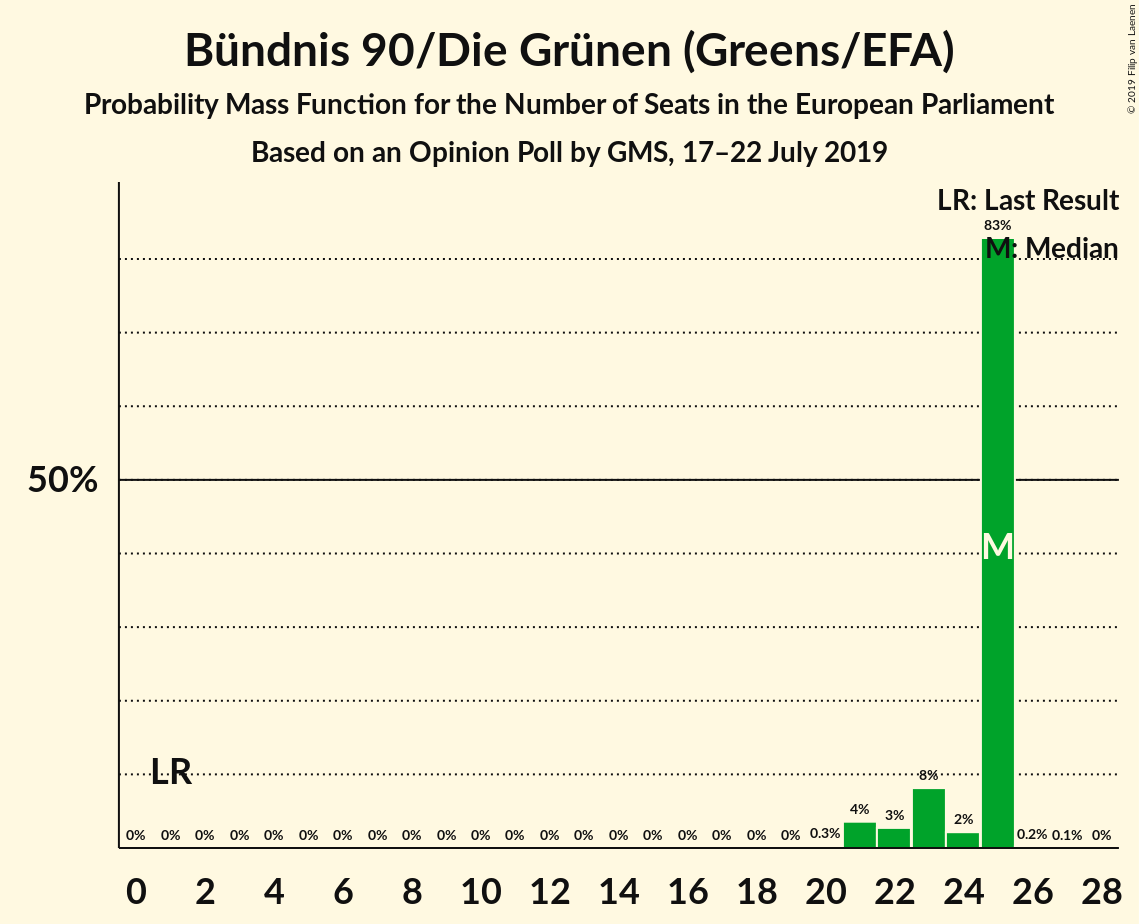 Bündnis 90/Die Grünen (Greens/EFA)
Probability Mass Function for the Number of Seats in the European Parliament
Based on an Opinion Poll by GMS, 17–22 July 2019
© 2019 Filip van Laenen
LR: Last Result
83%
M: Median
50%
M
LR
8%
4%
3%
2%
0% 0% 0% 0% 0% 0% 0% 0% 0% 0% 0% 0% 0% 0% 0% 0% 0% 0% 0% 0% 0.3% 0.2% 0.1% 0%
0 2 4 6 8 10 12 14 16 18 20 22 24 26 28